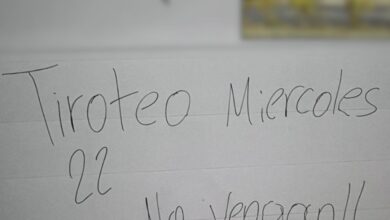 Tiroteo Miercoles
22
No vengan!!